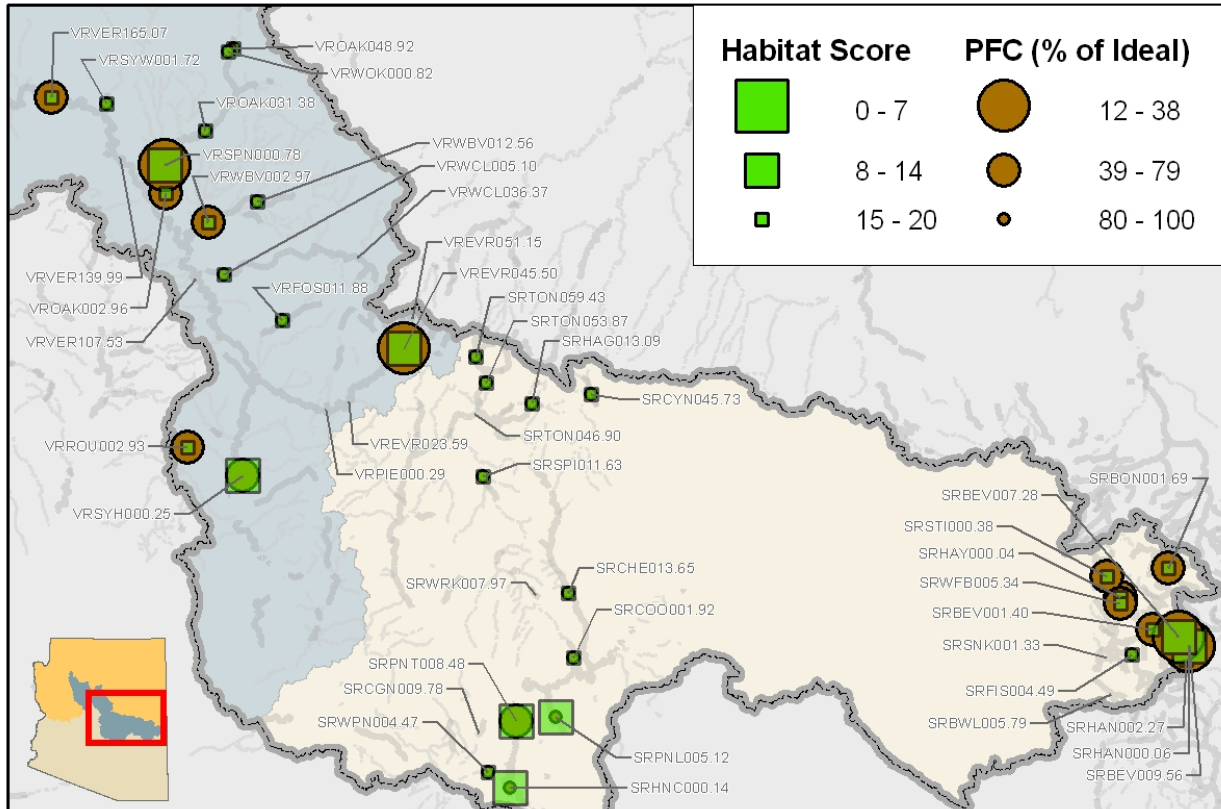 VRVER165.07
VRSYW001.72
VROAK048.92
VRWOK000.82
VROAK031.38
VRSPN000.78
VRWBV002.97
VRWBV012.56
VRWCL005.10
VRWCL036.37
VREVR051.15
VREVR045.50
VRVER139.99
VROAK002.96
VRVER107.53
VRFOS011.88
SRTON059.43
SRTON053.87
SRHAG013.09
SRCYN045.73
SRTON046.90
VREVR023.59
VRPIE000.29
VRROU002.93
VRSYH000.25
SRSPI011.63
SRCHE013.65
SRWRK007.97
SRCOO001.92
SRPNT008.48
SRCGN009.78
SRWPN004.47
SRPNL005.12
SRHNC000.14
SRBON001.69
SRBEV007.28
SRSTI000.38
SRHAY000.04
SRWFB005.34
SRBEV001.40
SRSNK001.33
SRFIS004.49
SRBWL005.79
SRHAN002.27
SRHAN000.06
SRBEV009.56
Habitat Score PFC (% of Ideal)
0 - 7 12 - 38
8 - 14 39 - 79
15 - 20 80 - 100